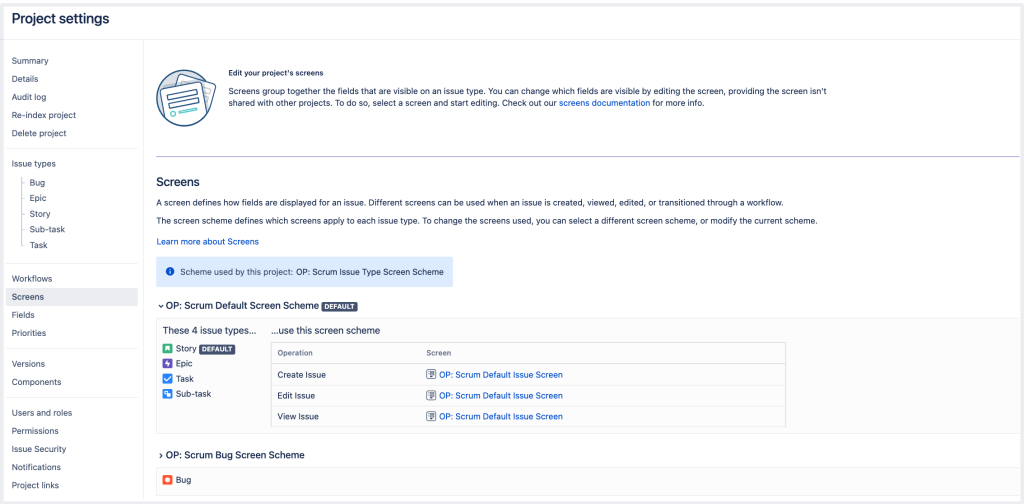 Project settings
Summary
Details
Audit log
Re-index project
Delete project
Issue types
Bug
Epic
Story
Sub-task
Task
Workflows
Screens
Fields
Priorities
Versions
Components
Users and roles
Permissions
Issue Security
Notifications
Project links
Edit your project's screens
Screens group together the fields that are visible on an issue type. You can change which fields are visible by editing the screen, providing the screen isn't
shared with other projects. To do so, select a screen and start editing. Check out our screens documentation for more info.
Screens
A screen defines how fields are displayed for an issue. Different screens can be used when an issue is created, viewed, edited, or transitioned through a workflow.
The screen scheme defines which screens apply to each issue type. To change the screens used, you can select a different screen scheme, or modify the current scheme.
Learn more about Screens
Scheme used by this project: OP: Scrum Issue Type Screen Scheme
OP: Scrum Default Screen Scheme DEFAULT
These 4 issue types... ...use this screen scheme
Story DEFAULT
Epic
Task
Sub-task
Operation Screen
Create Issue OP: Scrum Default Issue Screen
Edit Issue OP: Scrum Default Issue Screen
View Issue OP: Scrum Default Issue Screen
OP: Scrum Bug Screen Scheme
Bug